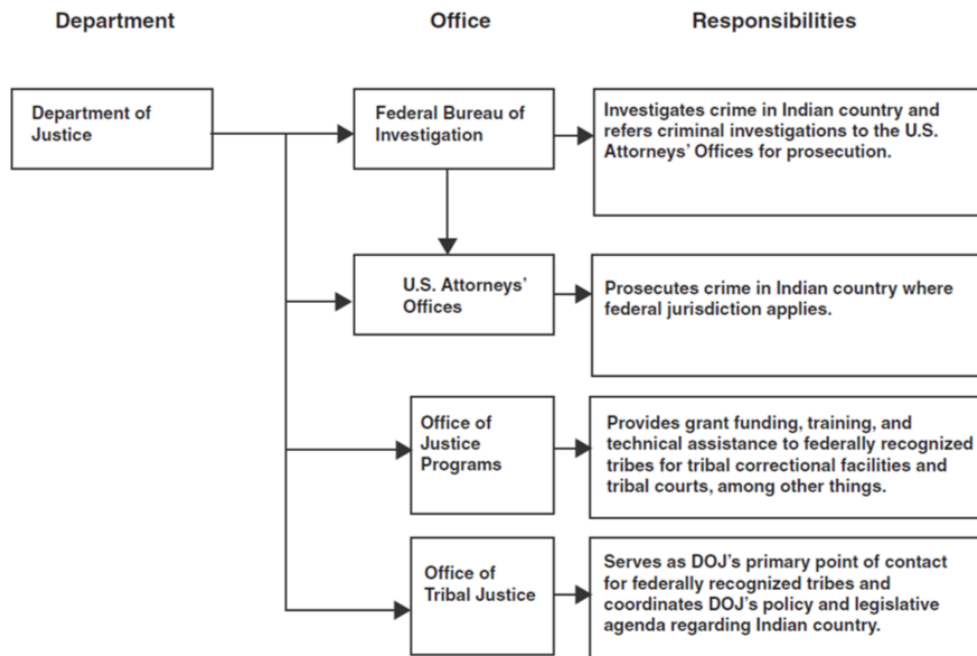 Department
Office
Responsibilities
Department of
Justice
Federal Bureau of
Investigation
Investigates crime in Indian country and
refers criminal investigations to the U.S.
Attorneys’ Offices for prosecution.
U.S. Attorneys’
Offices
Prosecutes crime in Indian country where
federal jurisdiction applies.
Office of
Justice
Programs
Provides grant funding, training, and
technical assistance to federally recognized
tribes for tribal correctional facilities and
tribal courts, among other things.
Office of
Tribal Justice
Serves as DOJ’s primary point of contact
for federally recognized tribes and
coordinates DOJ’s policy and legislative
agenda regarding Indian country.